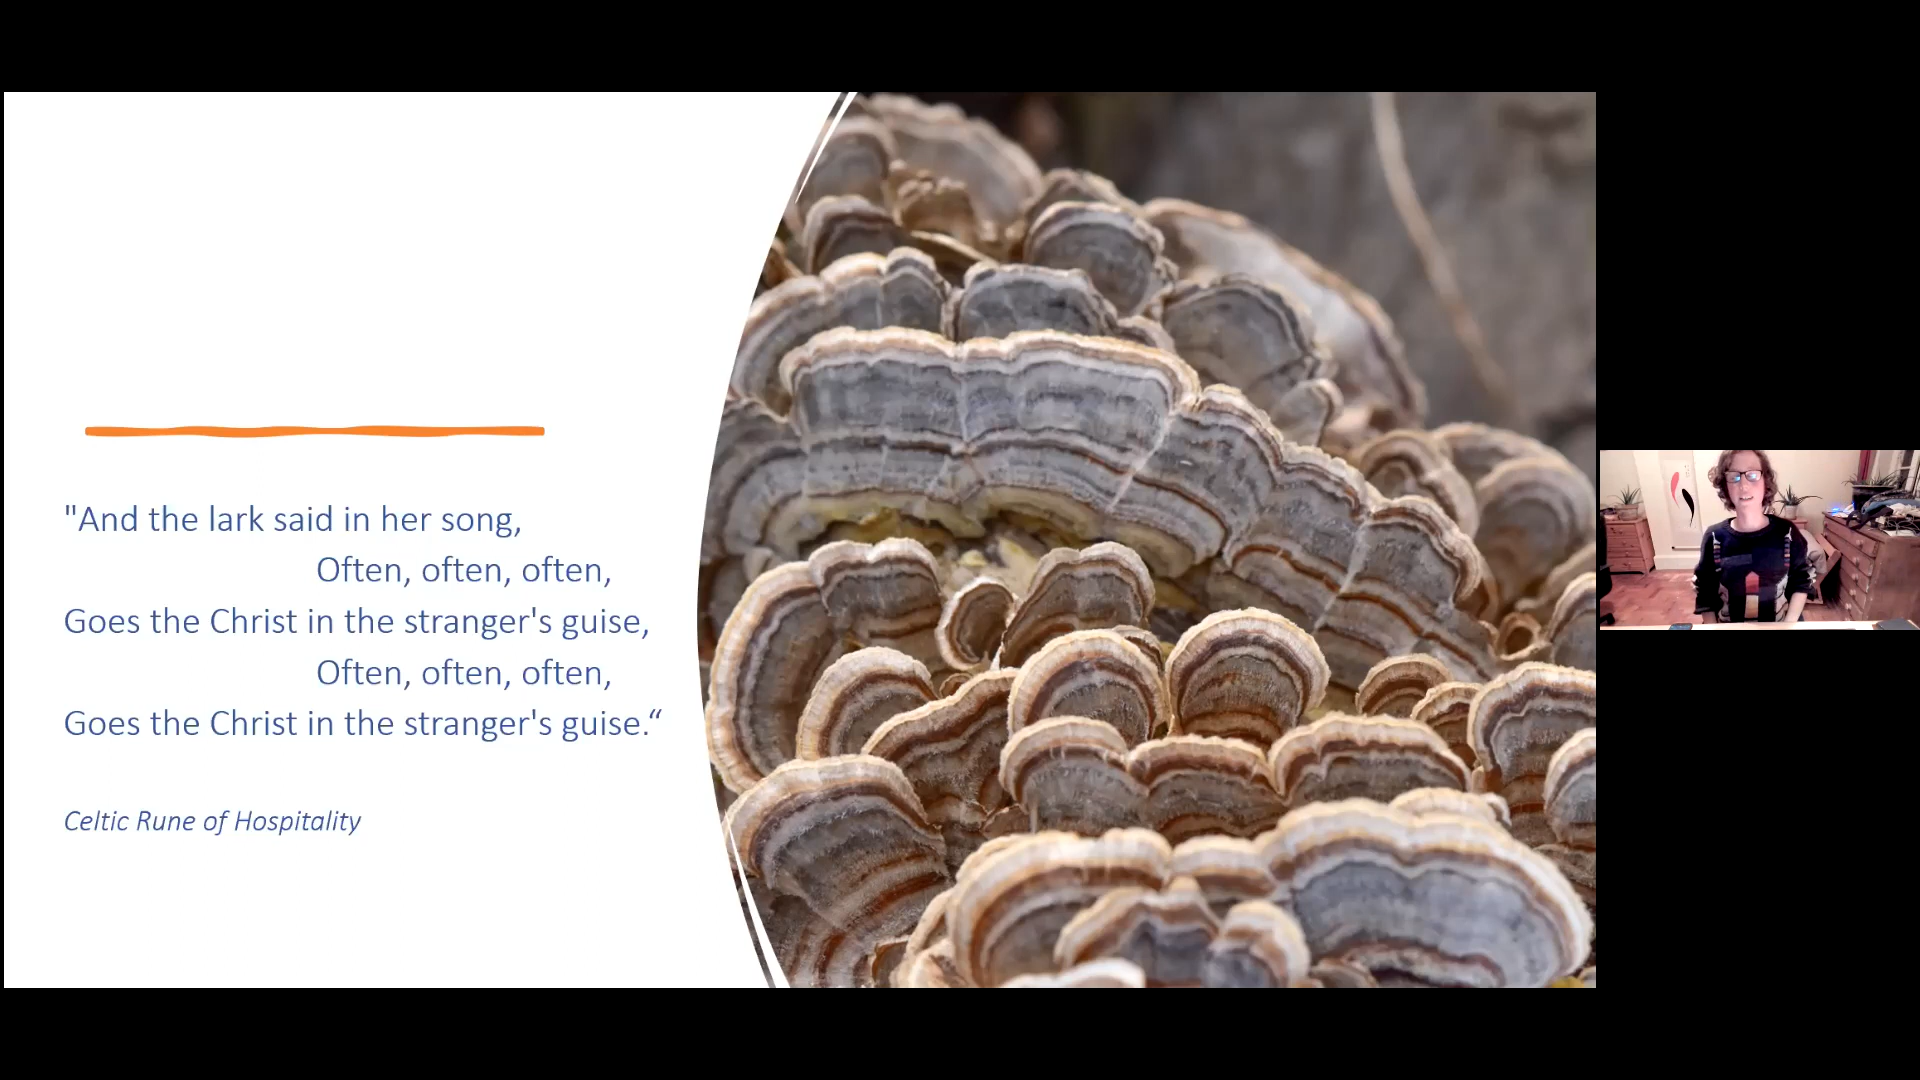 "And the lark said in her song,
Often, often, often,
Goes the Christ in the stranger's guise,
Often, often, often,
Goes the Christ in the stranger's guise.“
Celtic Rune of Hospitality